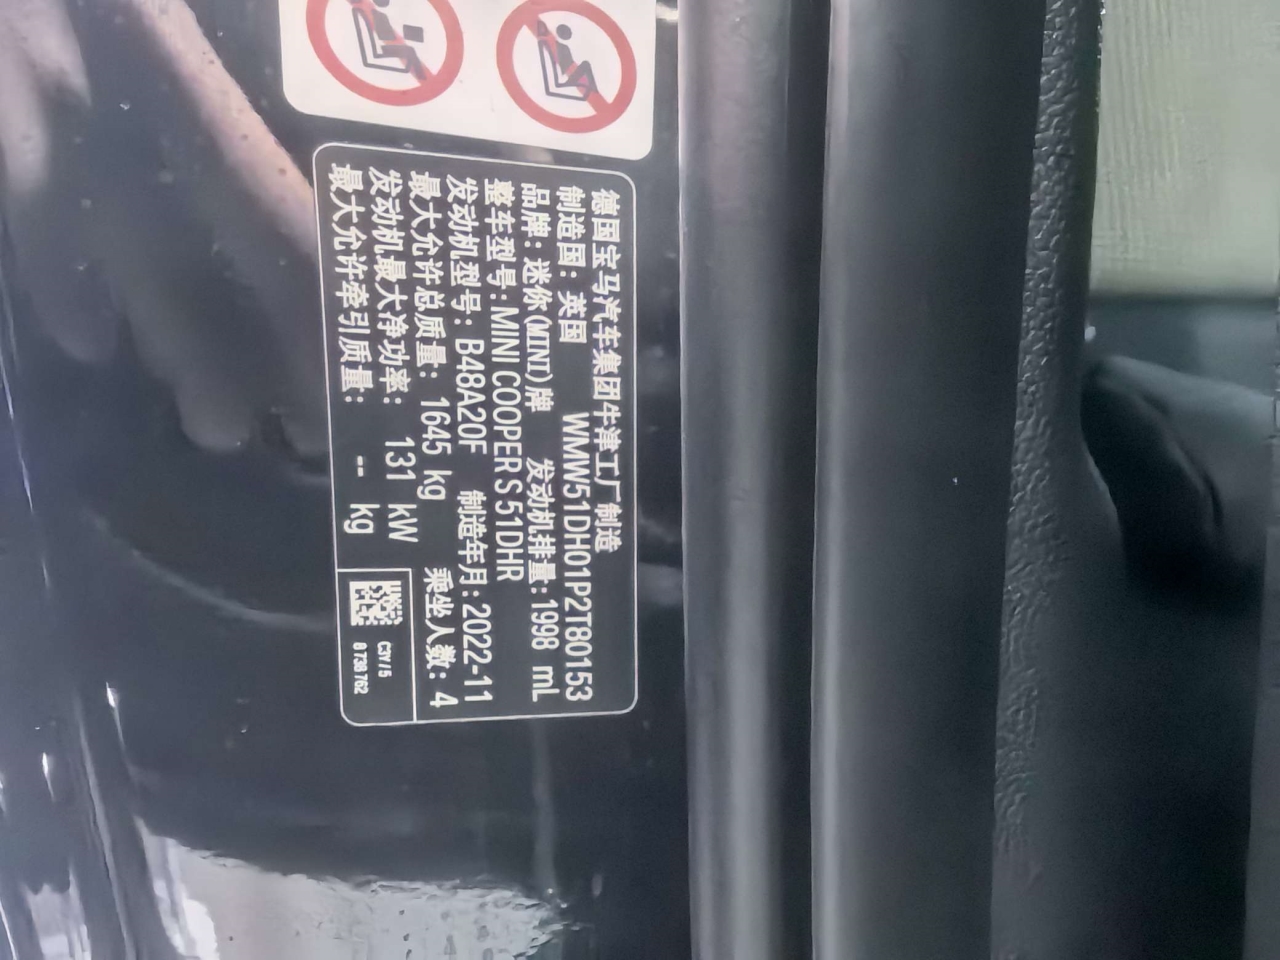 德国宝马汽车集团牛津工厂制造
制造国：英国 WMW51DH01P2T80153
品牌：迷你(MINI)牌 发动机排量：1998 mL
整车型号：MINI COOPER S 51DHR
发动机型号：B48A20F 制造年月：2022-11
最大允许总质量：1645 kg 乘坐人数：4
发动机最大净功率：131 kW
最大允许牵引质量：-- kg
C3Y/5
8 738 762